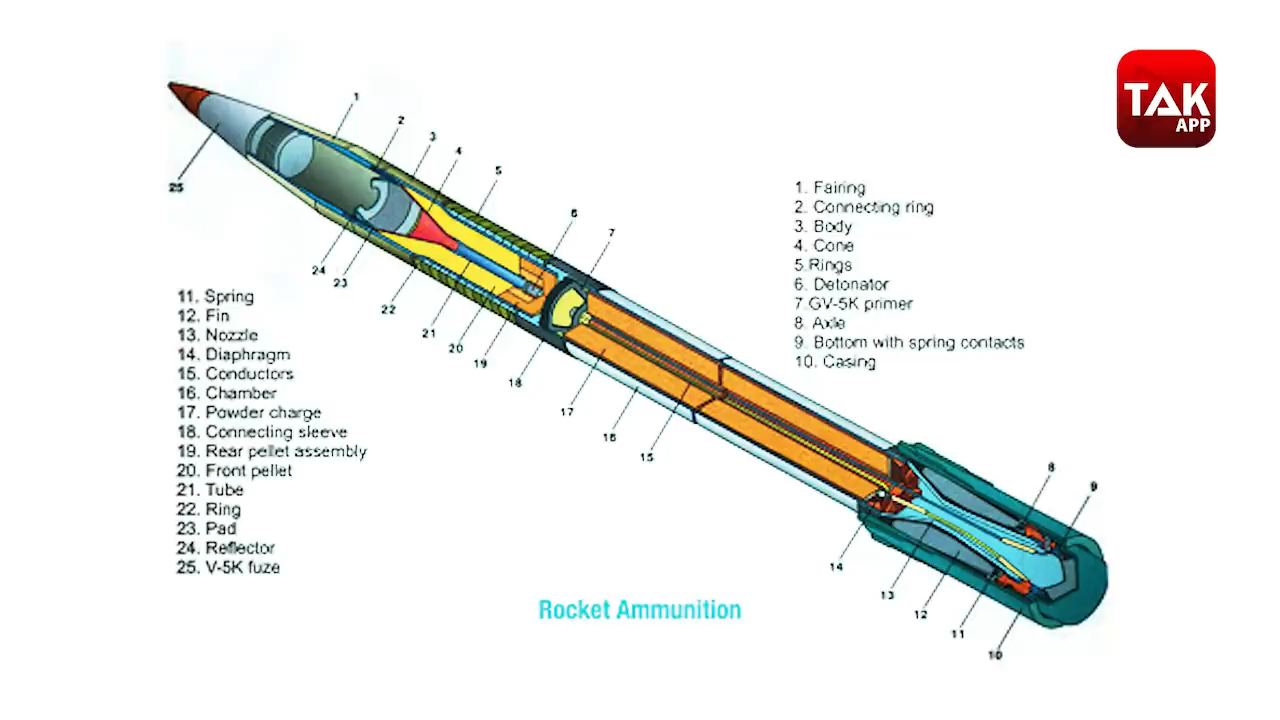 TAK
APP
1
2
3
4
5
6
7
25
24
23
22
21
20
19
18
17
16
15
14
13
12
11
10
8
9
1. Fairing
2. Connecting ring
3. Body
4. Cone
5.Rings
6. Detonator
7.GV-5K primer
8. Axle
9. Bottom with spring contacts
10. Casing
11. Spring
12. Fin
13. Nozzle
14. Diaphragm
15. Conductors
16. Chamber
17. Powder charge
18. Connecting sleeve
19. Rear pellet assembly
20. Front pellet
21. Tube
22. Ring
23. Pad
24. Reflector
25. V-5K fuze
Rocket Ammunition